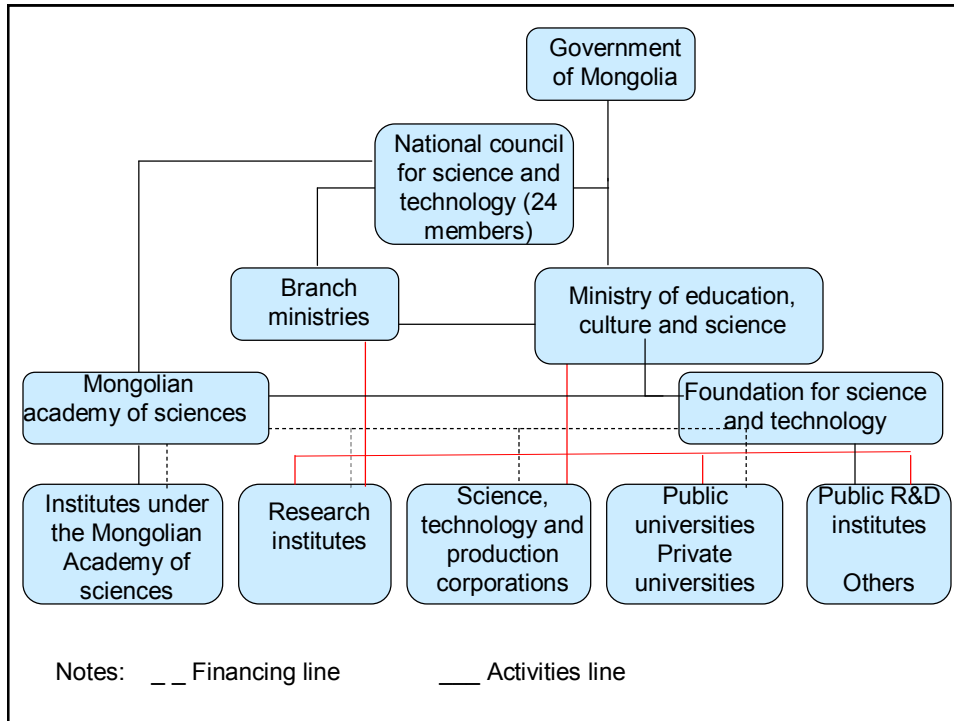 Government
of Mongolia
National council
for science and
technology (24
members)
Branch
ministries
Ministry of education,
culture and science
Mongolian
academy of sciences
Foundation for science
and technology
Institutes under
the Mongolian
Academy of
sciences
Research
institutes
Science,
technology and
production
corporations
Public
universities
Private
universities
Public R&D
institutes
Others
Notes: _ _ Financing line ___ Activities line